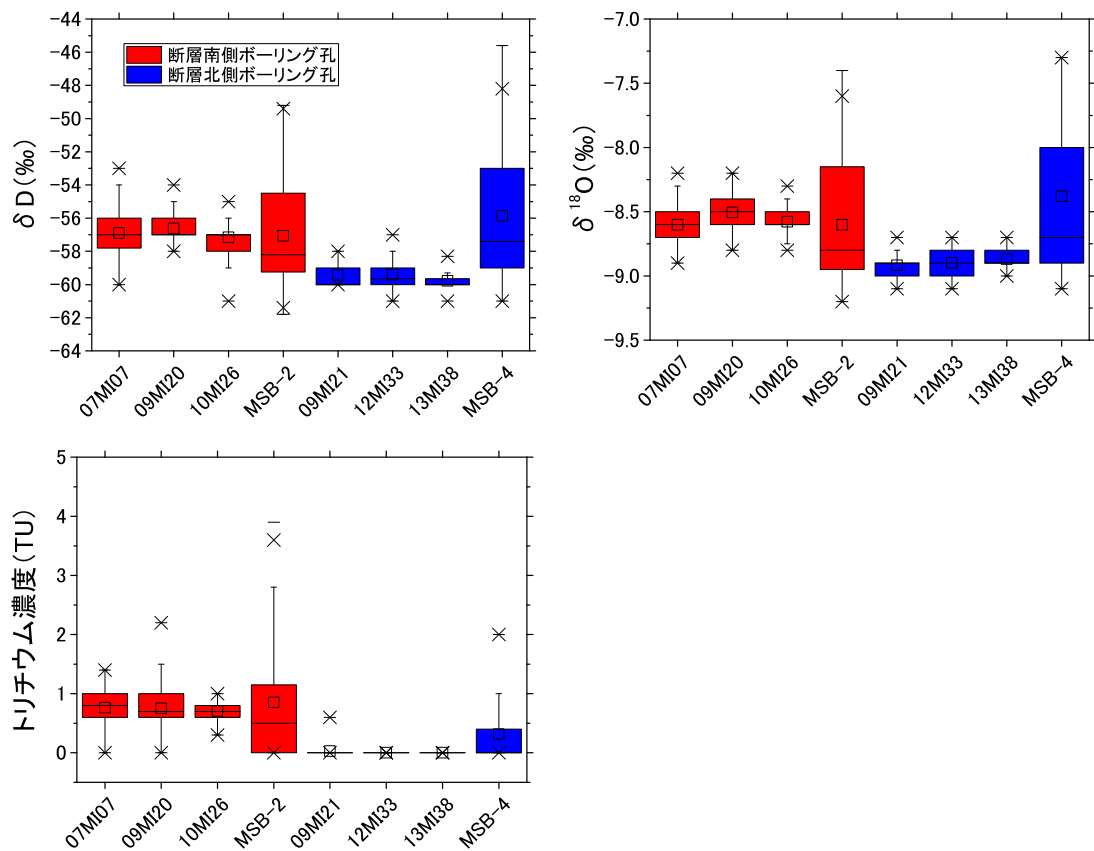 δD(‰)
-44
-46
-48
-50
-52
-54
-56
-58
-60
-62
-64
断層南側ボーリング孔
断層北側ボーリング孔
07MI07
09MI20
10MI26
MSB-2
09MI21
12MI33
13MI38
MSB-4
δ18O(‰)
-7.0
-7.5
-8.0
-8.5
-9.0
-9.5
07MI07
09MI20
10MI26
MSB-2
09MI21
12MI33
13MI38
MSB-4
トリチウム濃度(TU)
5
4
3
2
1
0
07MI07
09MI20
10MI26
MSB-2
09MI21
12MI33
13MI38
MSB-4